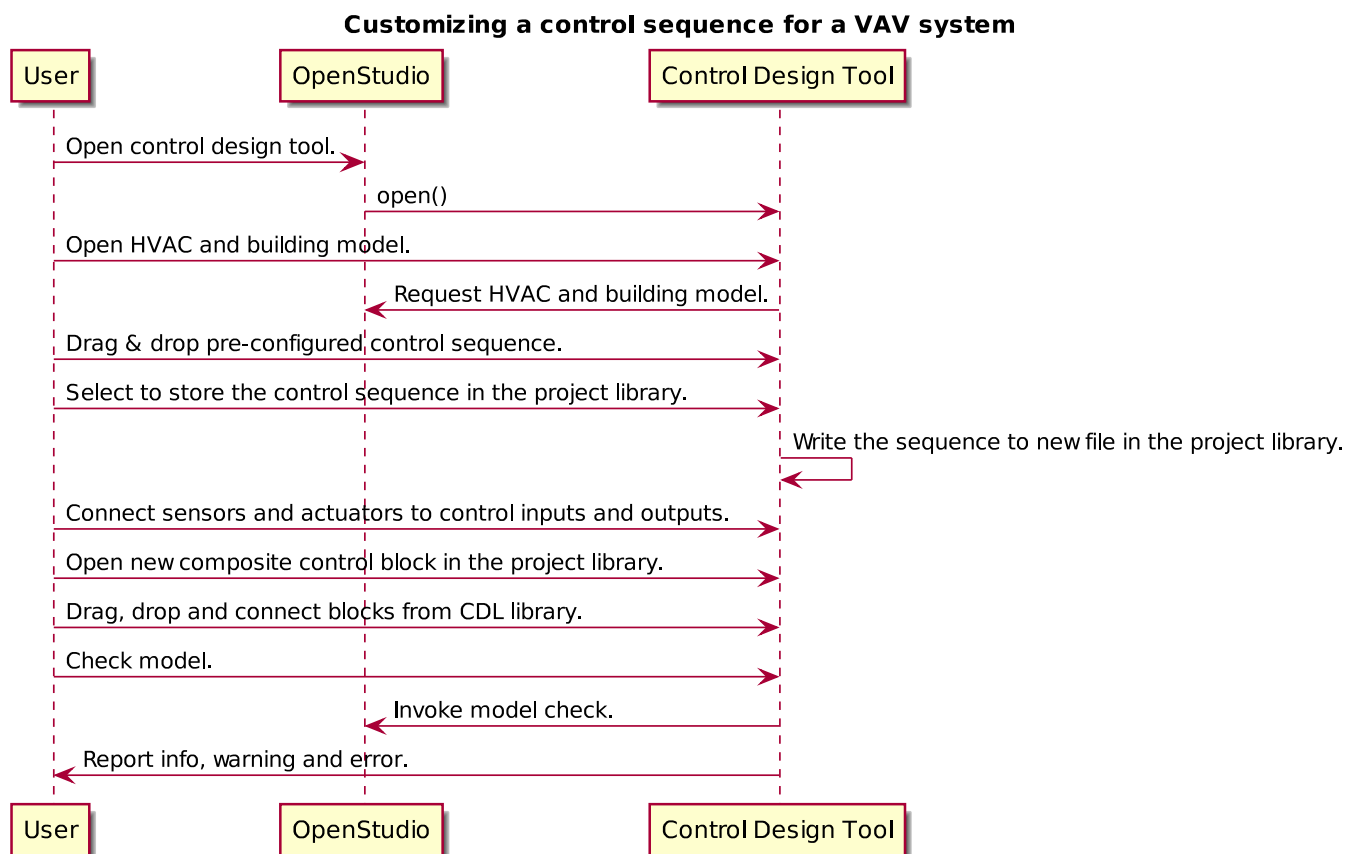 Customizing a control sequence for a VAV system
User
OpenStudio
Control Design Tool
Open control design tool.
open()
Open HVAC and building model.
Request HVAC and building model.
Drag & drop pre-configured control sequence.
Select to store the control sequence in the project library.
Write the sequence to new file in the project library.
Connect sensors and actuators to control inputs and outputs.
Open new composite control block in the project library.
Drag, drop and connect blocks from CDL library.
Check model.
Invoke model check.
Report info, warning and error.
User
OpenStudio
Control Design Tool